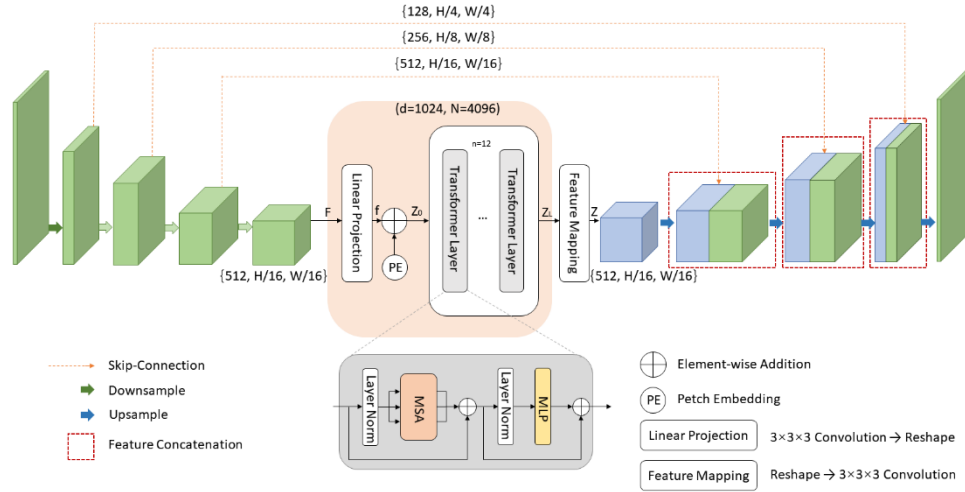 {128, H/4, W/4}
{256, H/8, W/8}
{512, H/16, W/16}
(d=1024, N=4096)
n=12
F
Linear Projection
f
Z₀
PE
Transformer Layer
...
Transformer Layer
Z_L
Feature Mapping
Z
{512, H/16, W/16}
{512, H/16, W/16}
Skip-Connection
Downsample
Upsample
Feature Concatenation
Layer Norm
MSA
Layer Norm
MLP
Element-wise Addition
PE Petch Embedding
Linear Projection 3×3×3 Convolution → Reshape
Feature Mapping Reshape → 3×3×3 Convolution